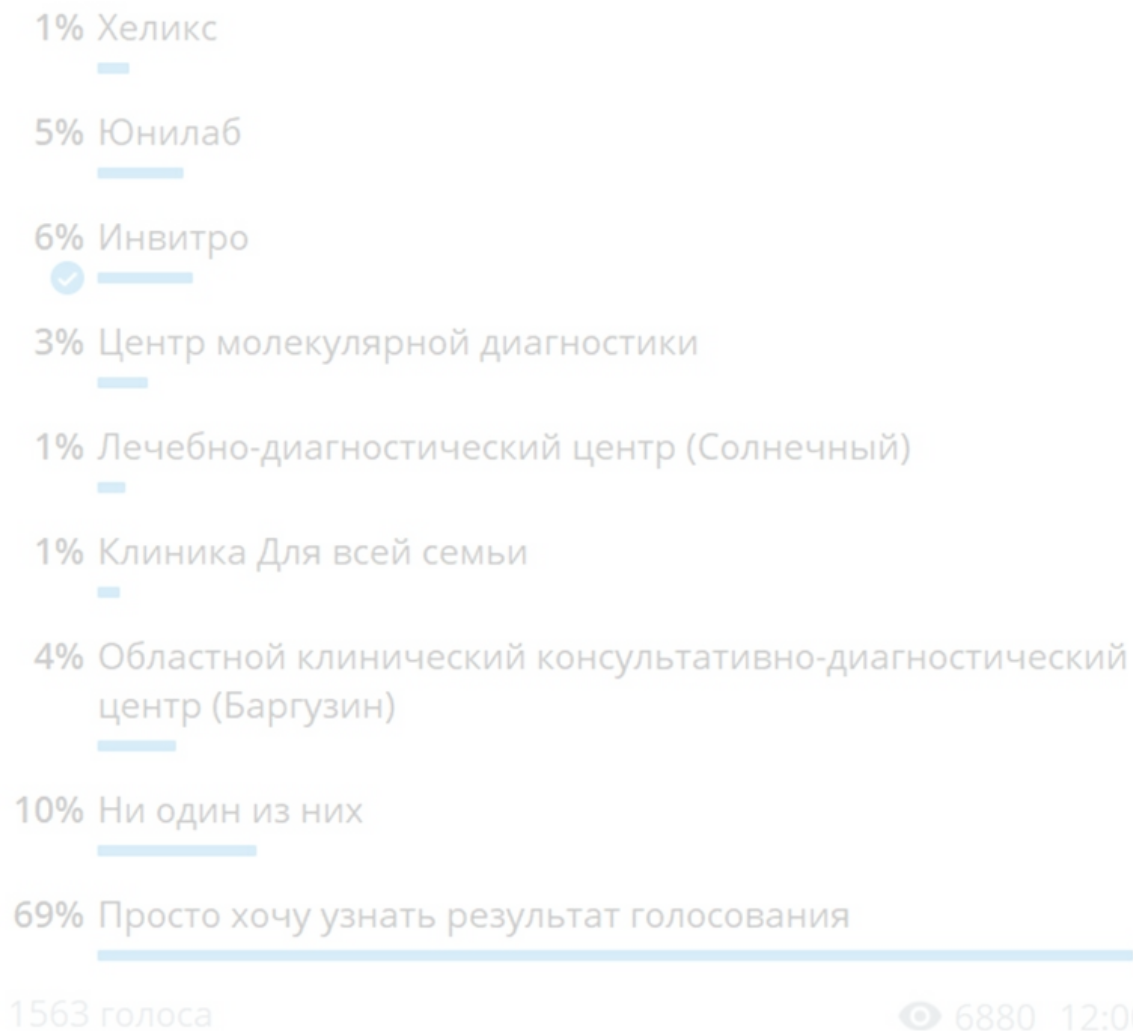 1% Хеликс
5% Юнилаб
6% Инвитро
3% Центр молекулярной диагностики
1% Лечебно-диагностический центр (Солнечный)
1% Клиника Для всей семьи
4% Областной клинический консультативно-диагностический
центр (Баргузин)
10% Ни один из них
69% Просто хочу узнать результат голосования
1563 голоса 6880